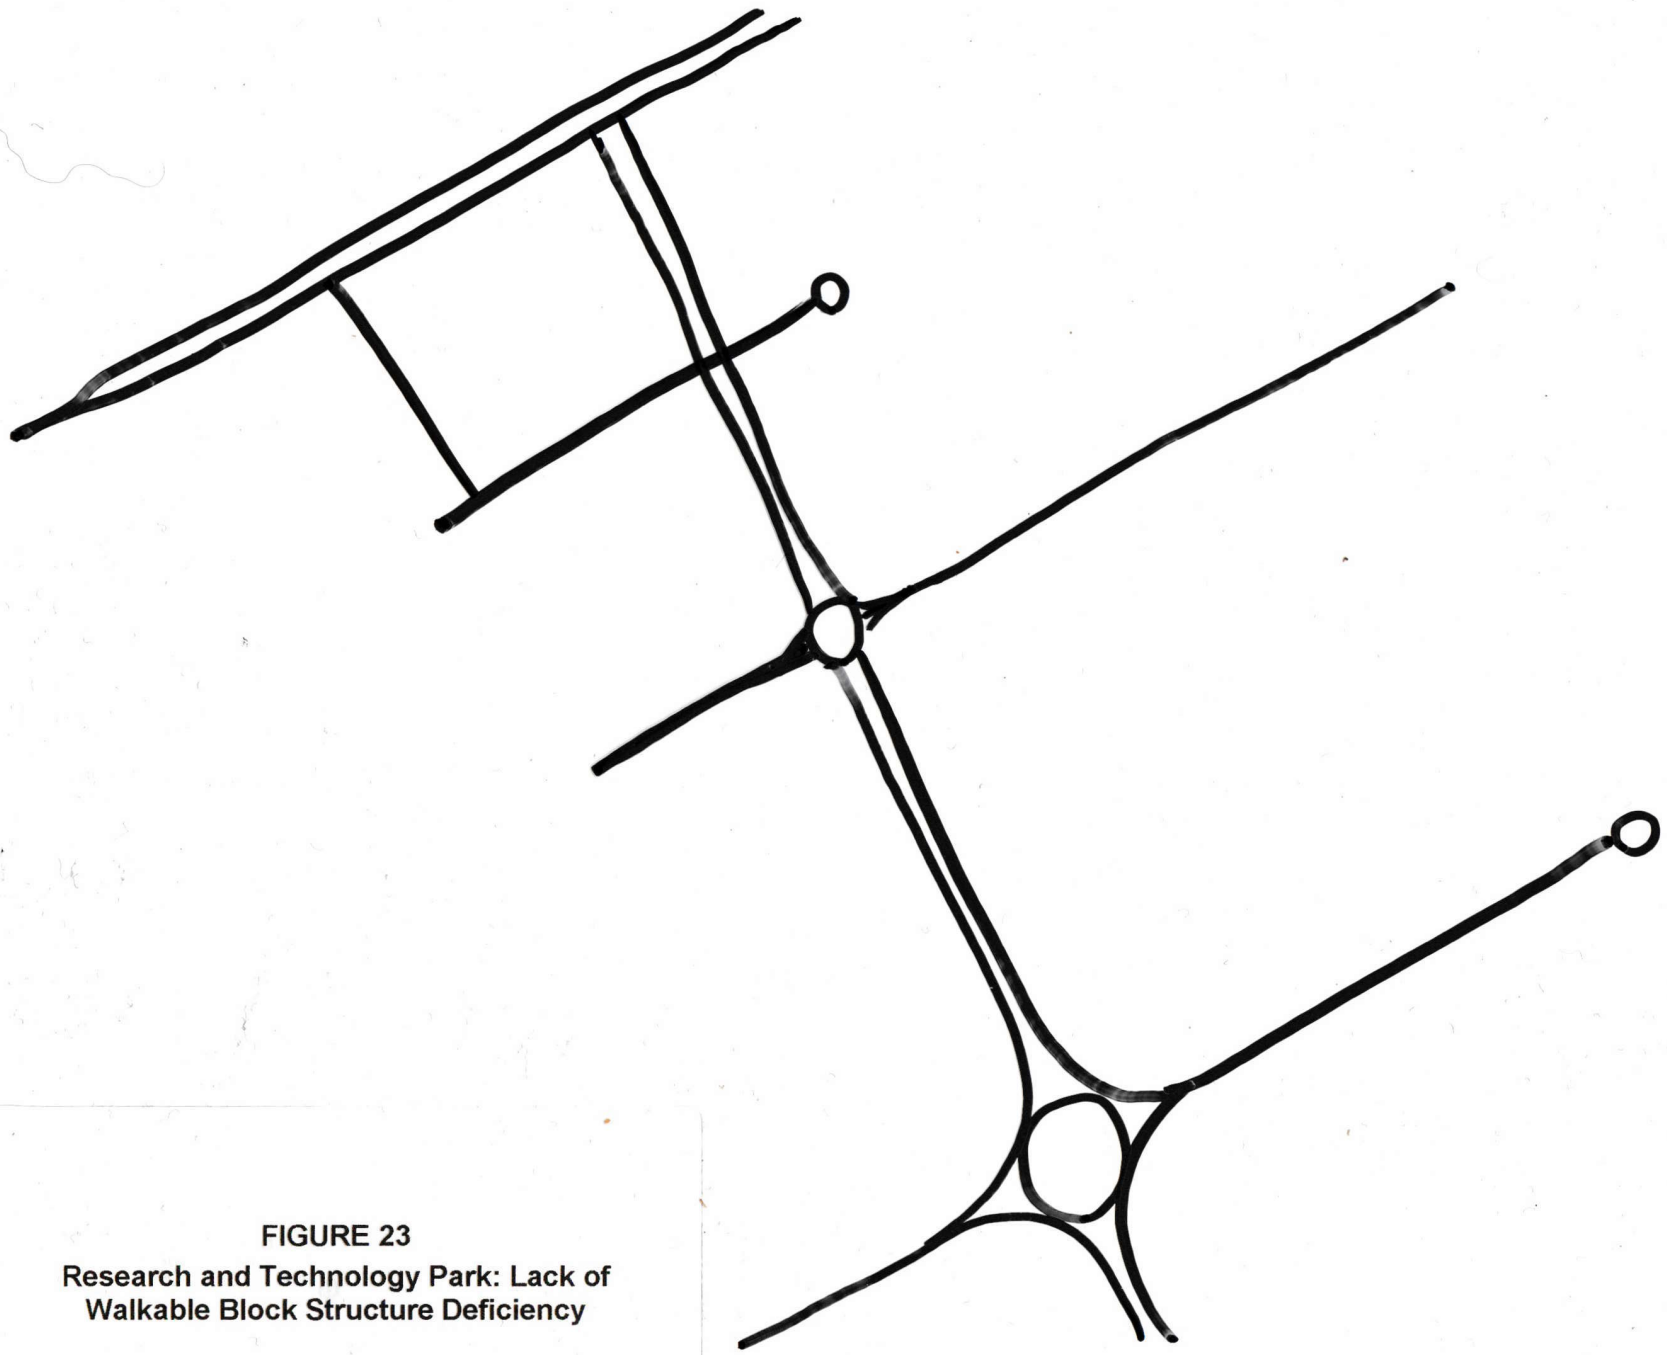 FIGURE 23
Research and Technology Park: Lack of
Walkable Block Structure Deficiency